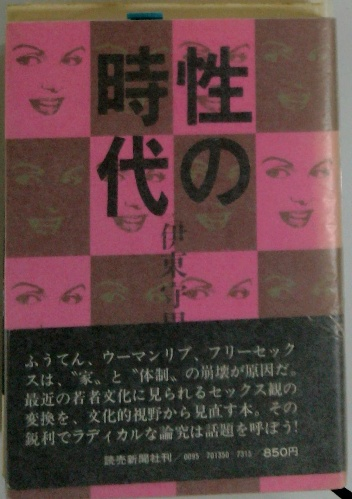 性の
時代
伊東守男
ふうてん、ウーマンリブ、フリーセック
スは、〝家〟と〝体制〟の崩壊が原因だ。
最近の若者文化に見られるセックス観の
変換を、文化的視野から見直す本。その
鋭利でラディカルな論究は話題を呼ぼう!
読売新聞社刊 0095 701350 7315 850円